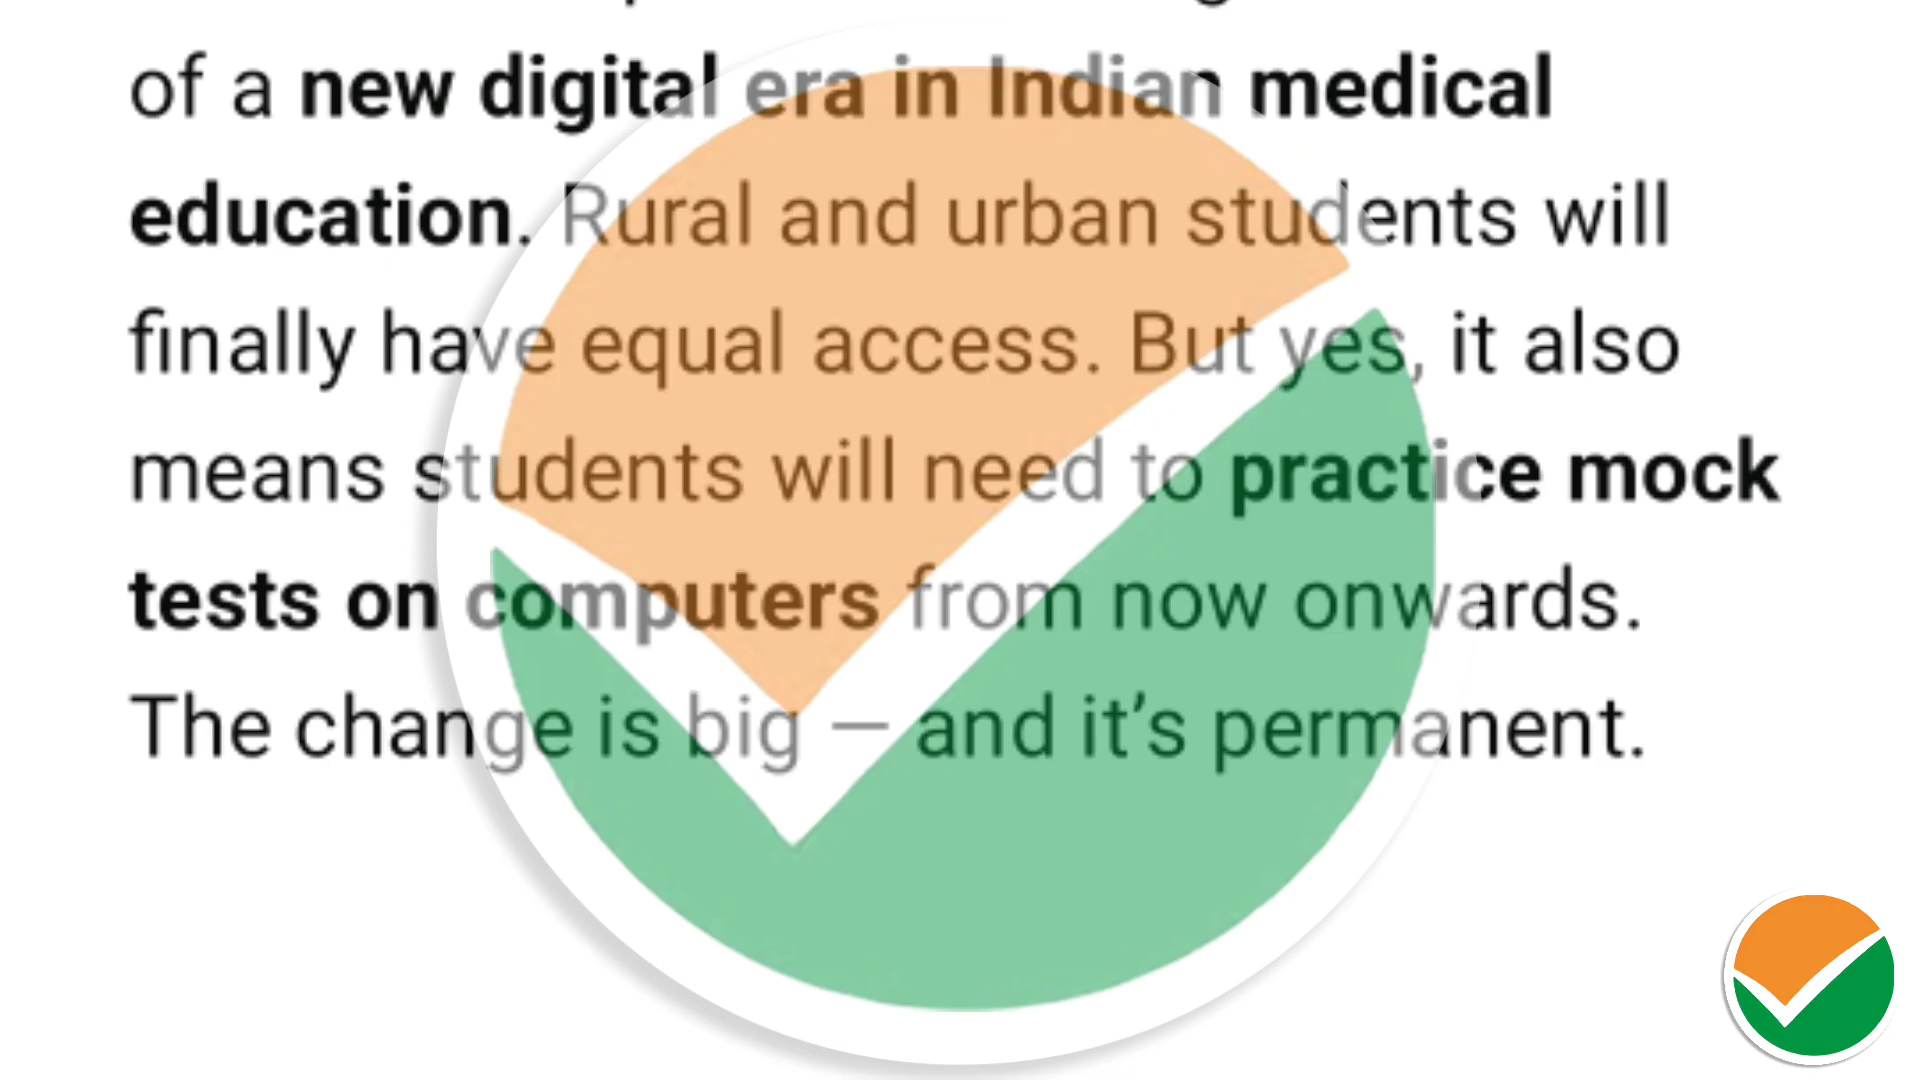 of a new digital era in Indian medical
education. Rural and urban students will
finally have equal access. But yes, it also
means students will need to practice mock
tests on computers from now onwards.
The change is big — and it’s permanent.